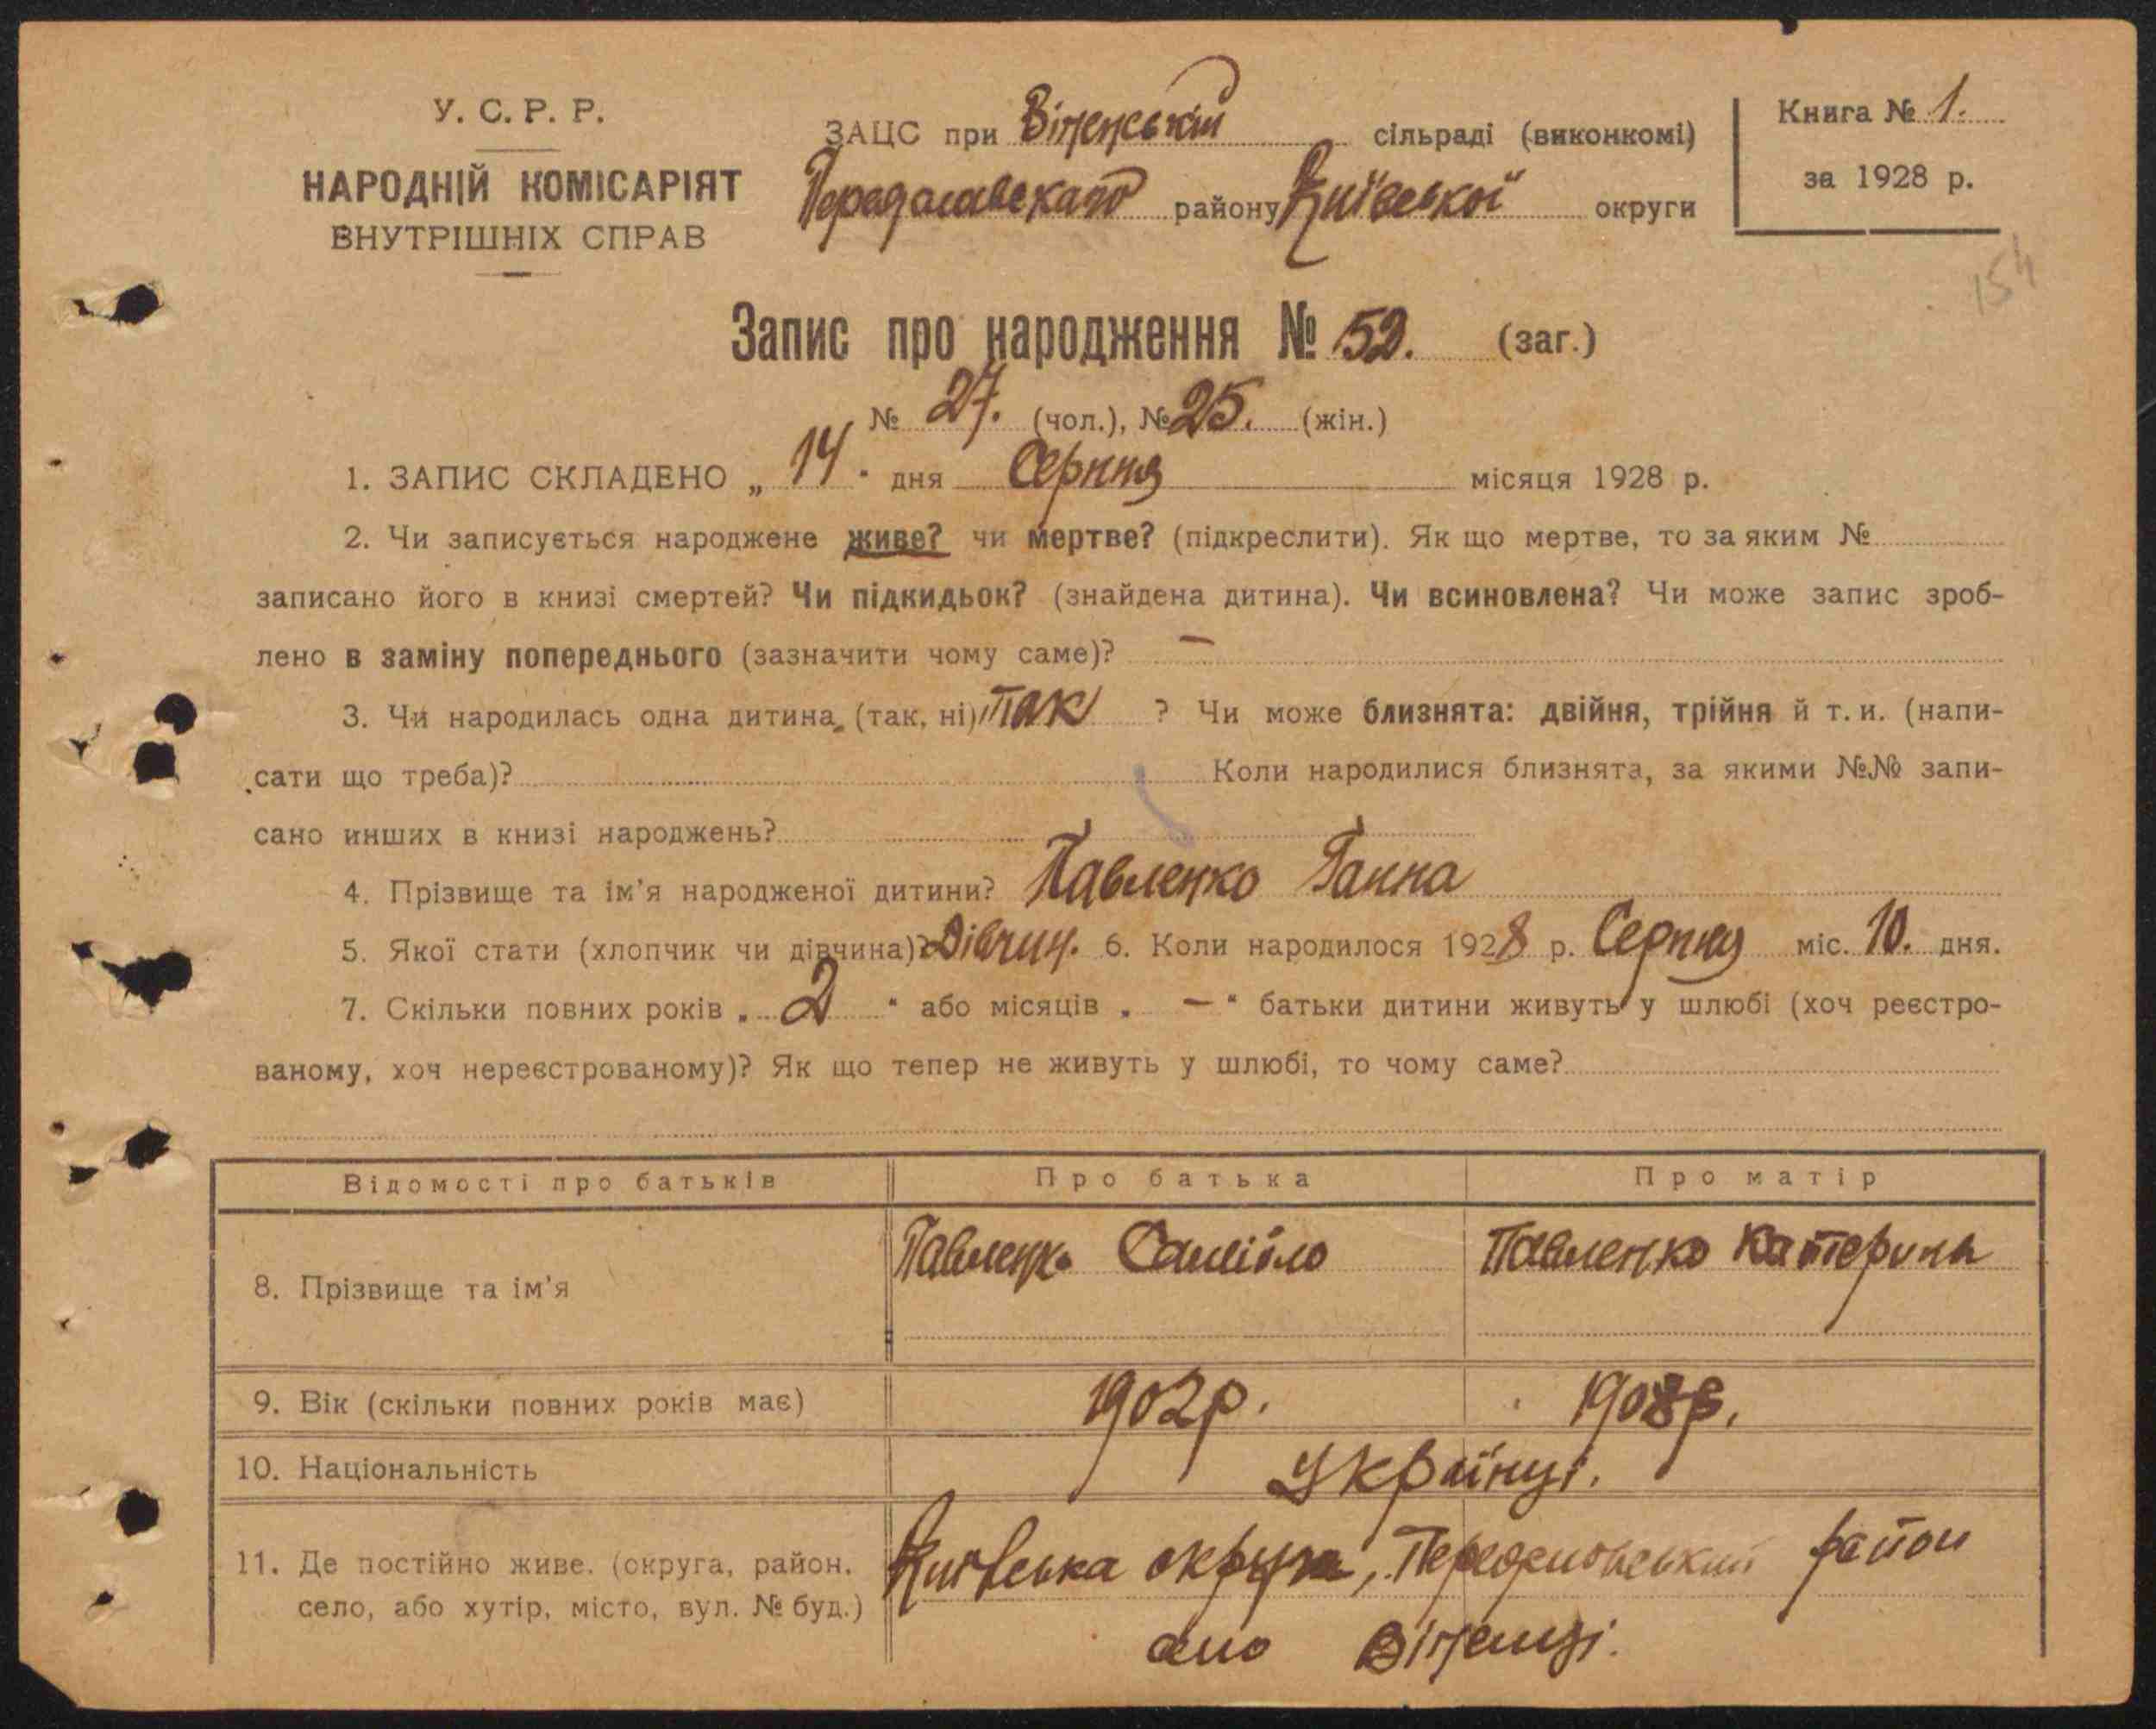 У. С. Р. Р.
НАРОДНІЙ КОМІСАРІЯТ
ВНУТРІШНІХ СПРАВ
ЗАЦС при Віненській сільраді (виконкомі)
району Київської округи
Книга № 1.
за 1928 р.
154
Запис про народження № 52. (заг.)
№ 27. (чол.), № 25. (жін.)
1. ЗАПИС СКЛАДЕНО „ 14 " дня Серпня місяця 1928 р.
2. Чи записується народжене живе? чи мертве? (підкреслити). Як що мертве, то за яким №
записано його в книзі смертей? Чи підкидьок? (знайдена дитина). Чи всиновлена? Чи може запис зроб-
лено в заміну попереднього (зазначити чому саме)? —
3. Чи народилась одна дитина (так, ні) так ? Чи може близнята: двійня, трійня й т. и. (напи-
сати що треба)? Коли народилися близнята, за якими №№ запи-
сано инших в книзі народжень?
4. Прізвище та ім'я народженої дитини? Павленко Ганна
5. Якої стати (хлопчик чи дівчина)? Дівчин. 6. Коли народилося 1928 р. Серпня міс. 10. дня.
7. Скільки повних років „ 2 " або місяців „ — " батьки дитини живуть у шлюбі (хоч реєстро-
ваному, хоч нереєстрованому)? Як що тепер не живуть у шлюбі, то чому саме?
Відомості про батьків Про батька Про матір
8. Прізвище та ім'я Павленко Самійло Павленко Катерина
9. Вік (скільки повних років має) 1902р. 1908р.
10. Національність Українці.
11. Де постійно живе. (округа, район, Київська округа, район
село, або хутір, місто, вул. № буд.) село Віненці.